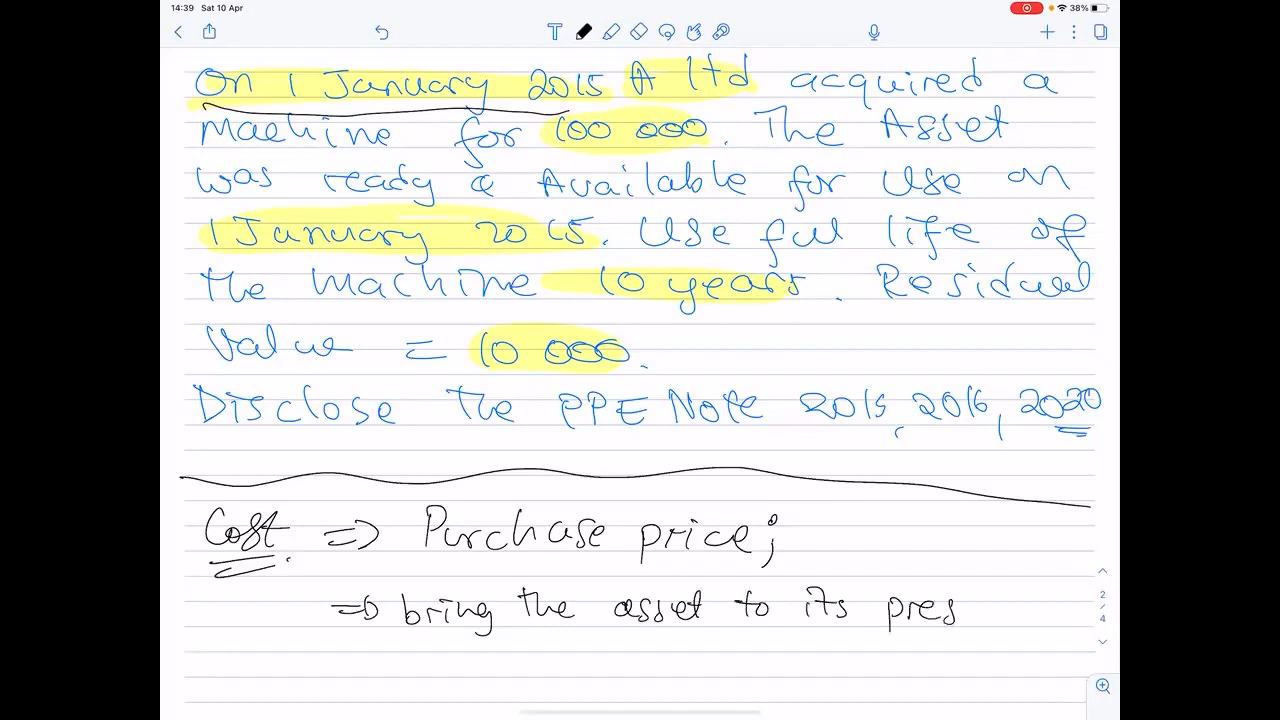 14:39 Sat 10 Apr
38%
T
On 1 January 2015 A ltd acquired a
machine for 100 000. The Asset
was ready & Available for use on
1 January 2015. Useful life of
the machine 10 years. Residual
Value = 10 000.
Disclose the PPE Note 2015, 2016, 2020
Cost => Purchase price;
=> bring the asset to its pres
2
/
4